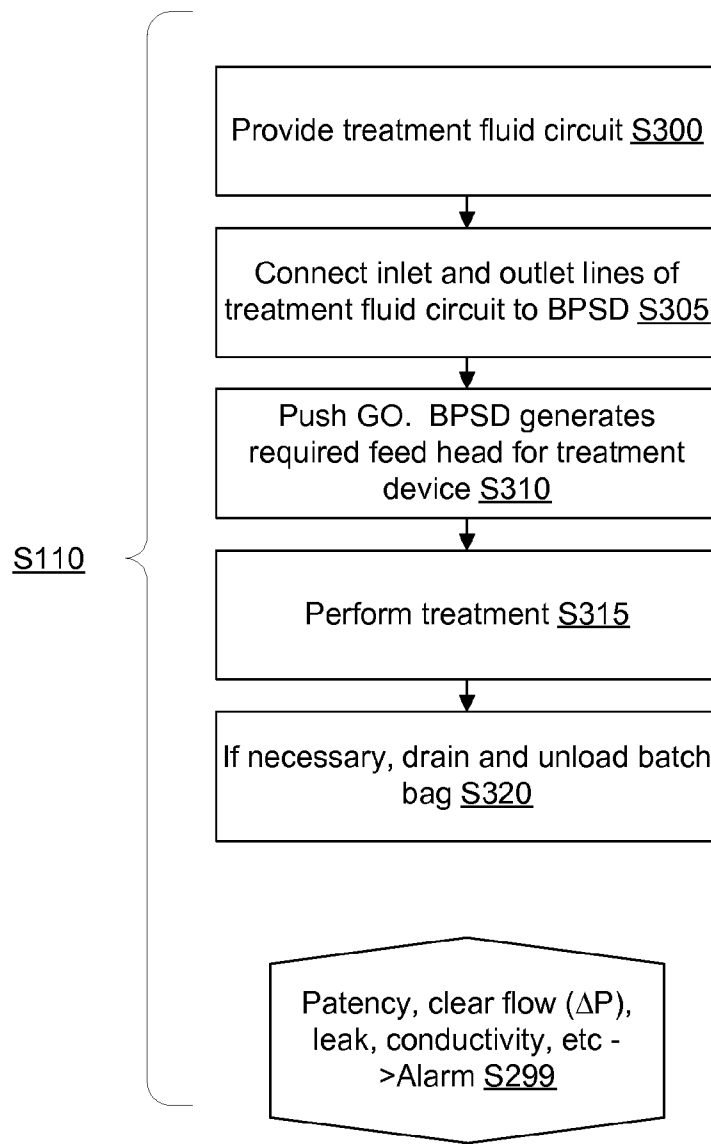 Provide treatment fluid circuit S300
Connect inlet and outlet lines of
treatment fluid circuit to BPSD S305
Push GO. BPSD generates
required feed head for treatment
device S310
S110
Perform treatment S315
If necessary, drain and unload batch
bag S320
Patency, clear flow (ΔP),
leak, conductivity, etc -
>Alarm S299